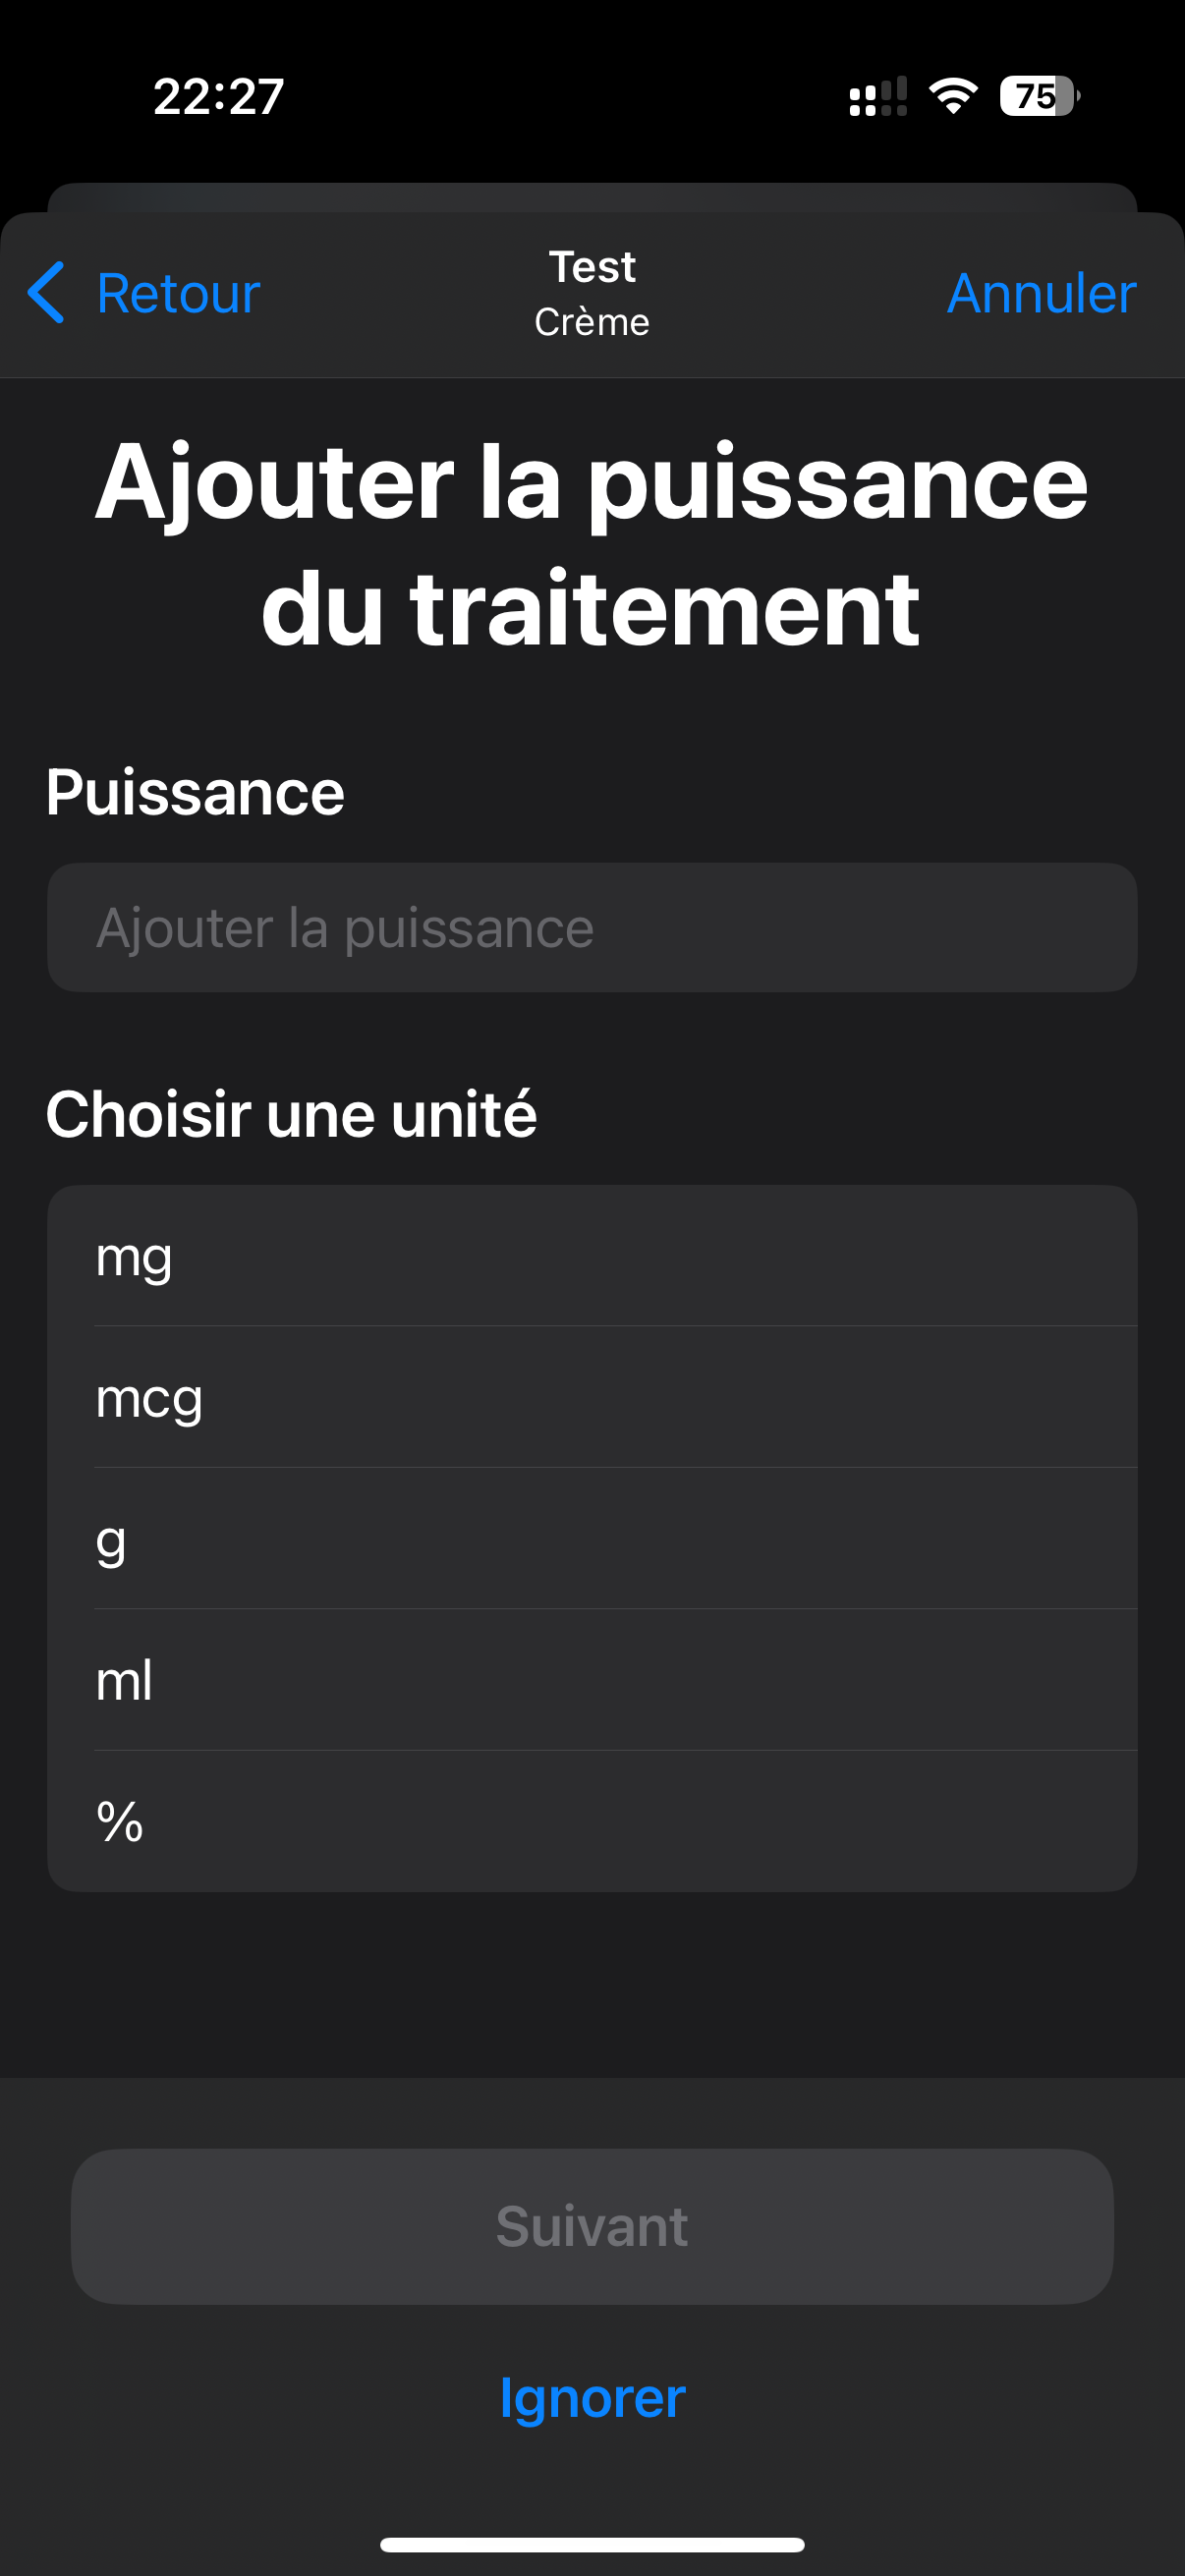 22:27
75
Retour
Test
Crème
Annuler
Ajouter la puissance
du traitement
Puissance
Ajouter la puissance
Choisir une unité
mg
mcg
g
ml
%
Suivant
Ignorer